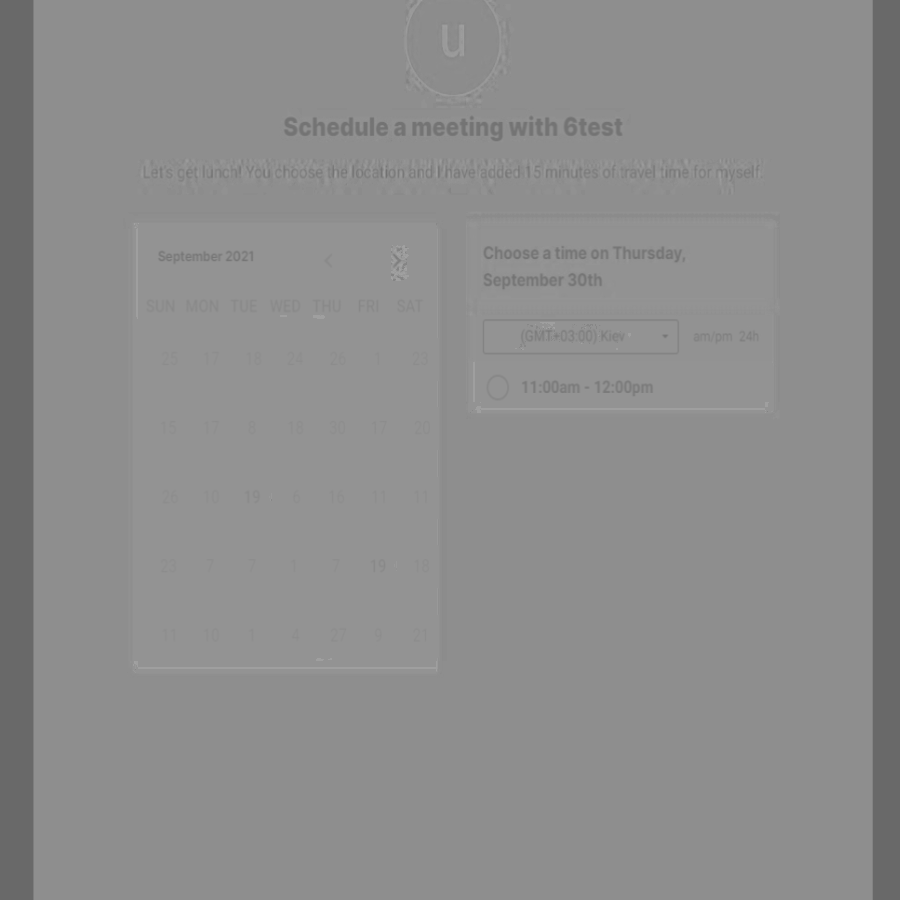 u
Schedule a meeting with 6test
Let's get lunch! You choose the location and I have added 15 minutes of travel time for myself.
September 2021
SUN MON TUE WED THU FRI SAT
25 17 18 24 26 1 23
15 17 8 18 30 17 20
26 10 19 6 16 11 11
23 7 7 1 7 19 18
11 10 1 4 27 9 21
Choose a time on Thursday,
September 30th
(GMT+03:00) Kiev am/pm 24h
11:00am - 12:00pm